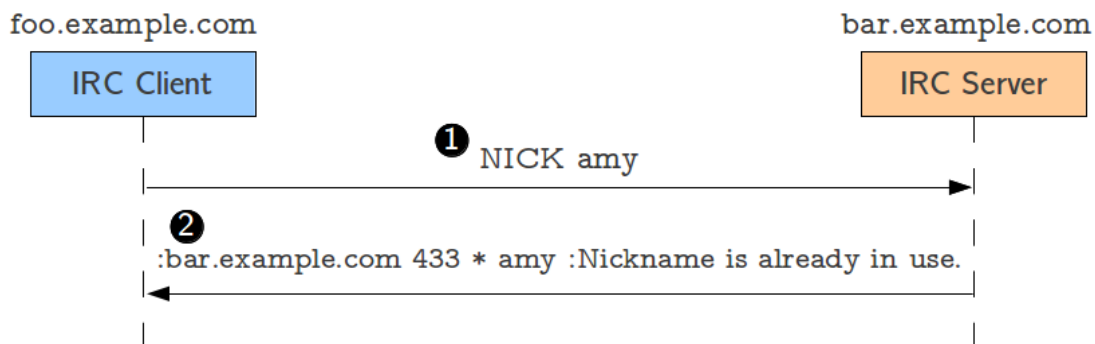 foo.example.com
bar.example.com
IRC Client
IRC Server
1
NICK amy
2
:bar.example.com 433 * amy :Nickname is already in use.